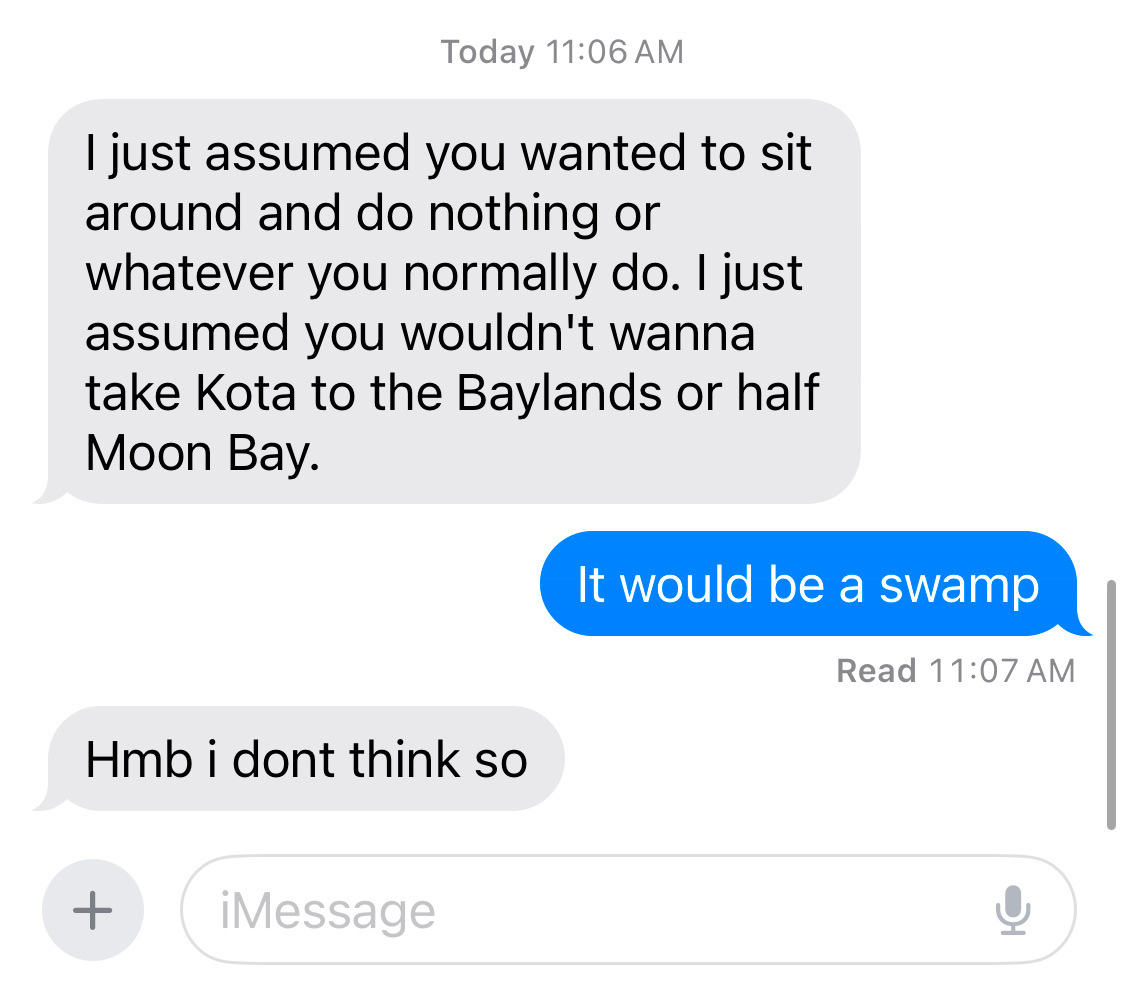 Today 11:06 AM
I just assumed you wanted to sit
around and do nothing or
whatever you normally do. I just
assumed you wouldn't wanna
take Kota to the Baylands or half
Moon Bay.
It would be a swamp
Read 11:07 AM
Hmb i dont think so
iMessage